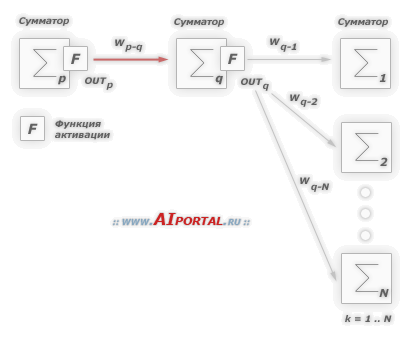 Сумматор
Сумматор
Сумматор
∑ p
F
W p-q
OUT p
∑ q
F
W q-1
OUT q
∑ 1
W q-2
∑ 2
W q-N
∑ N
k = 1 .. N
F
Функция
активации
:: WWW.AIPORTAL.RU ::